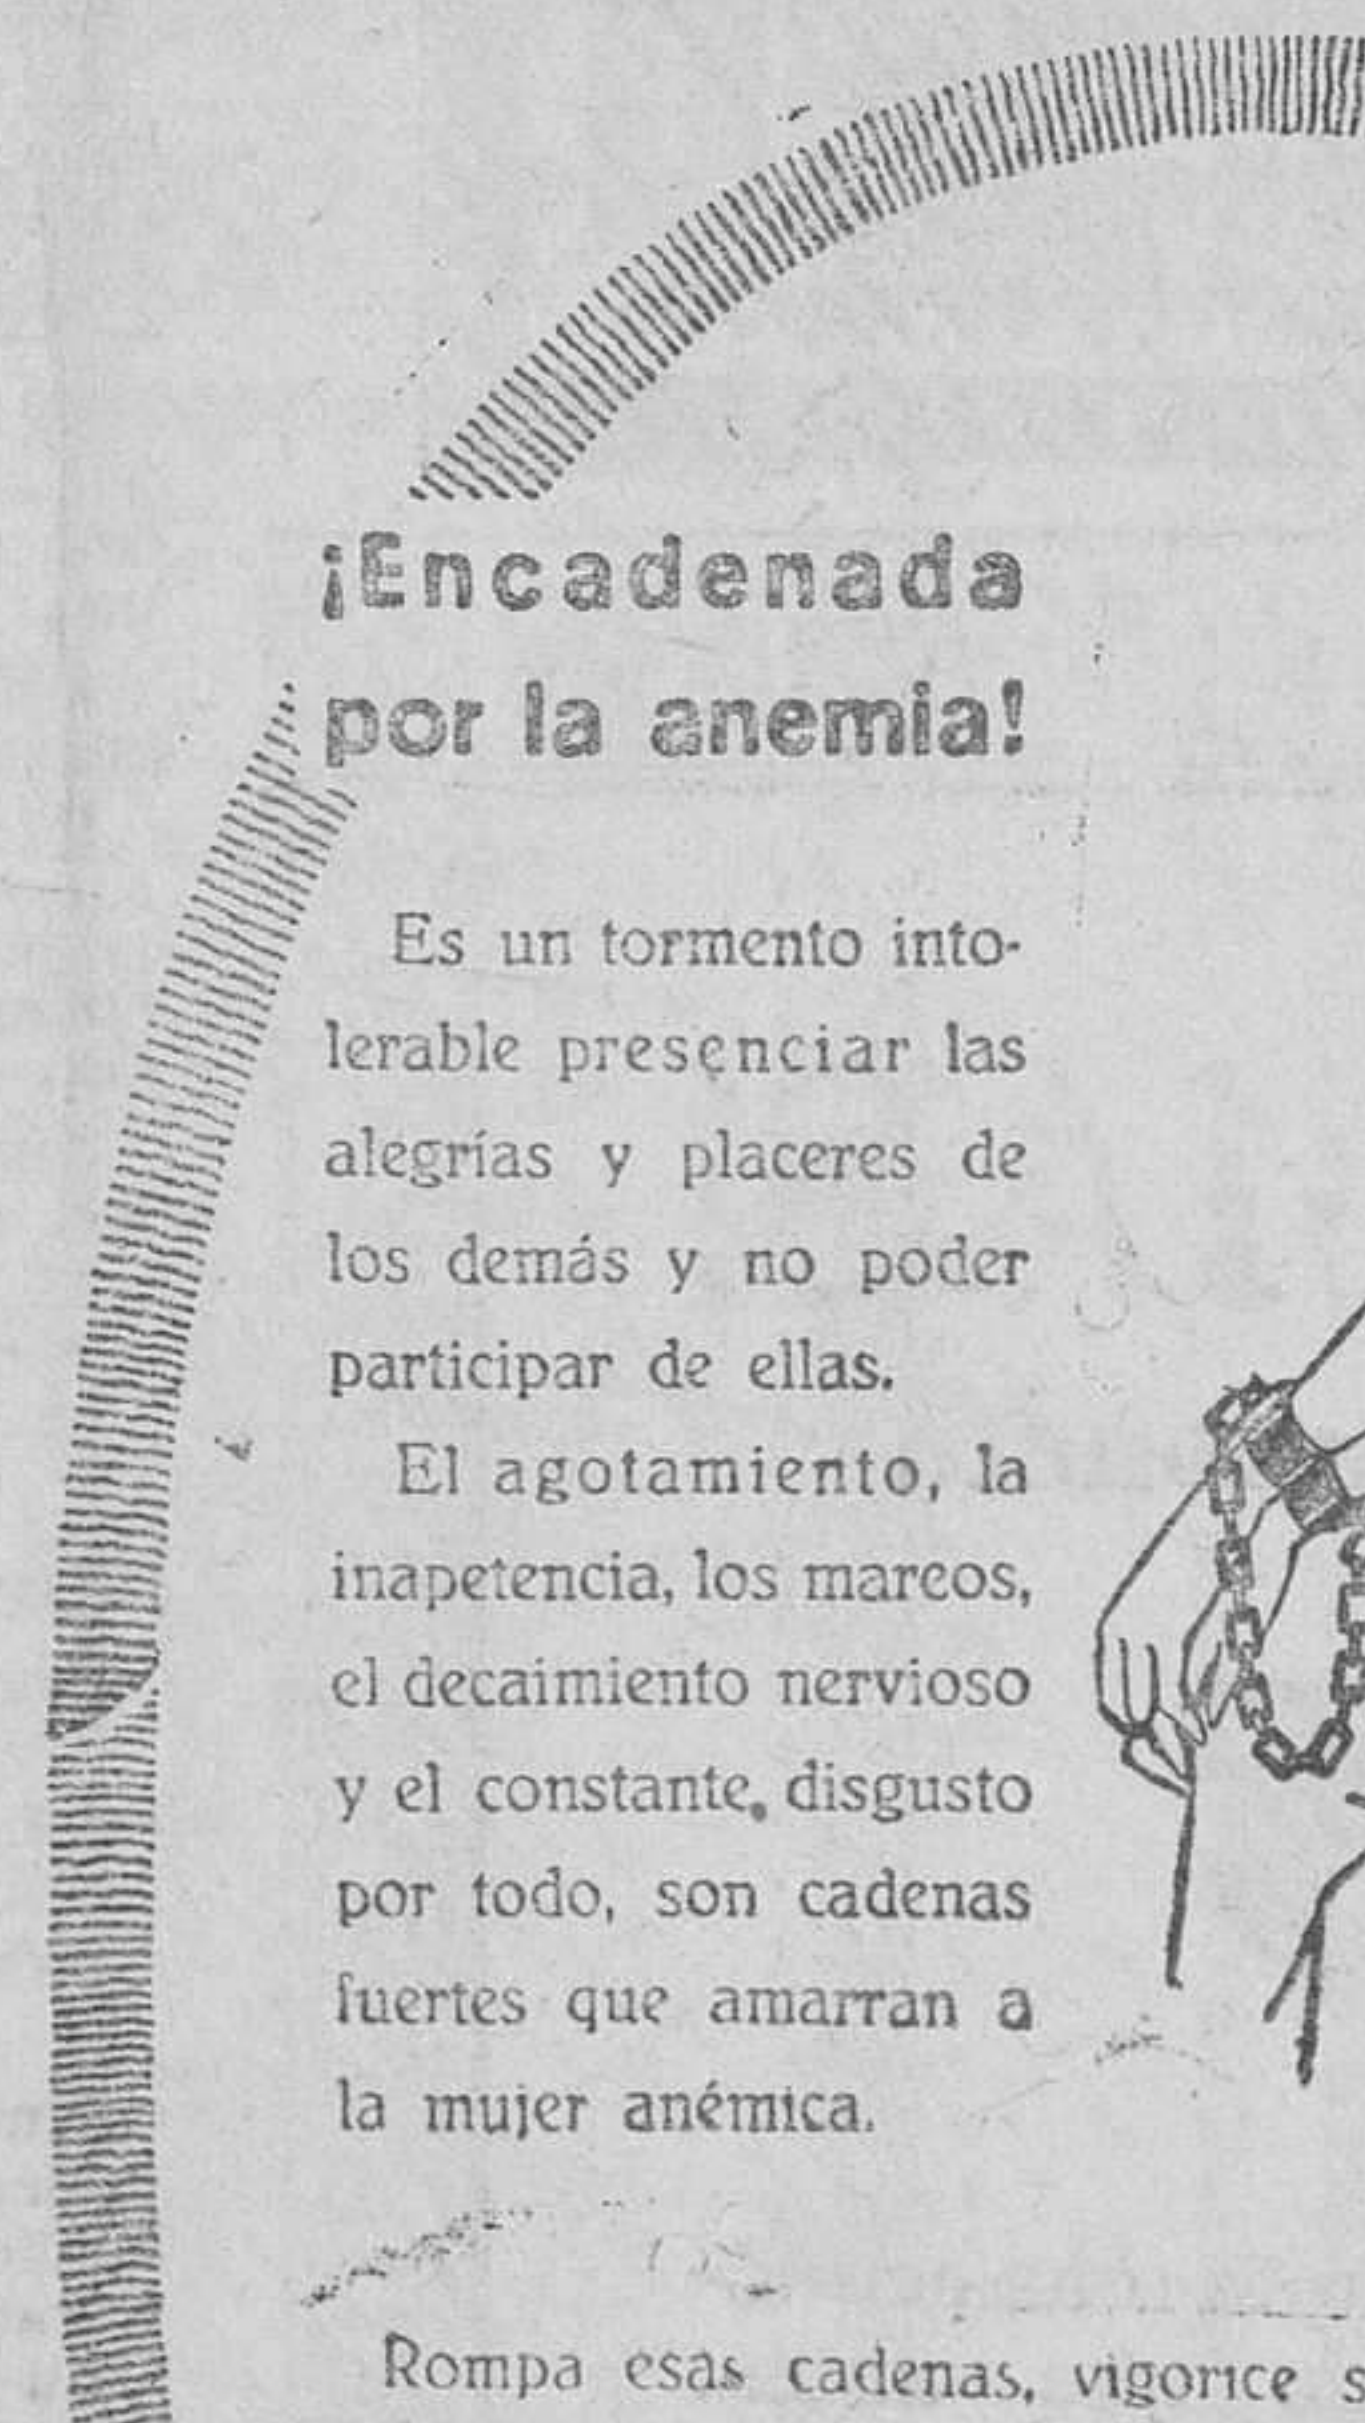 ¡Encadenada
por la anemia!
Es un tormento into-
lerable presenciar las
alegrías y placeres de
los demás y no poder
participar de ellas.
El agotamiento, la
inapetencia, los mareos,
el decaimiento nervioso
y el constante, disgusto
por todo, son cadenas
fuertes que amarran a
la mujer anémica.
Rompa esas cadenas, vigorice